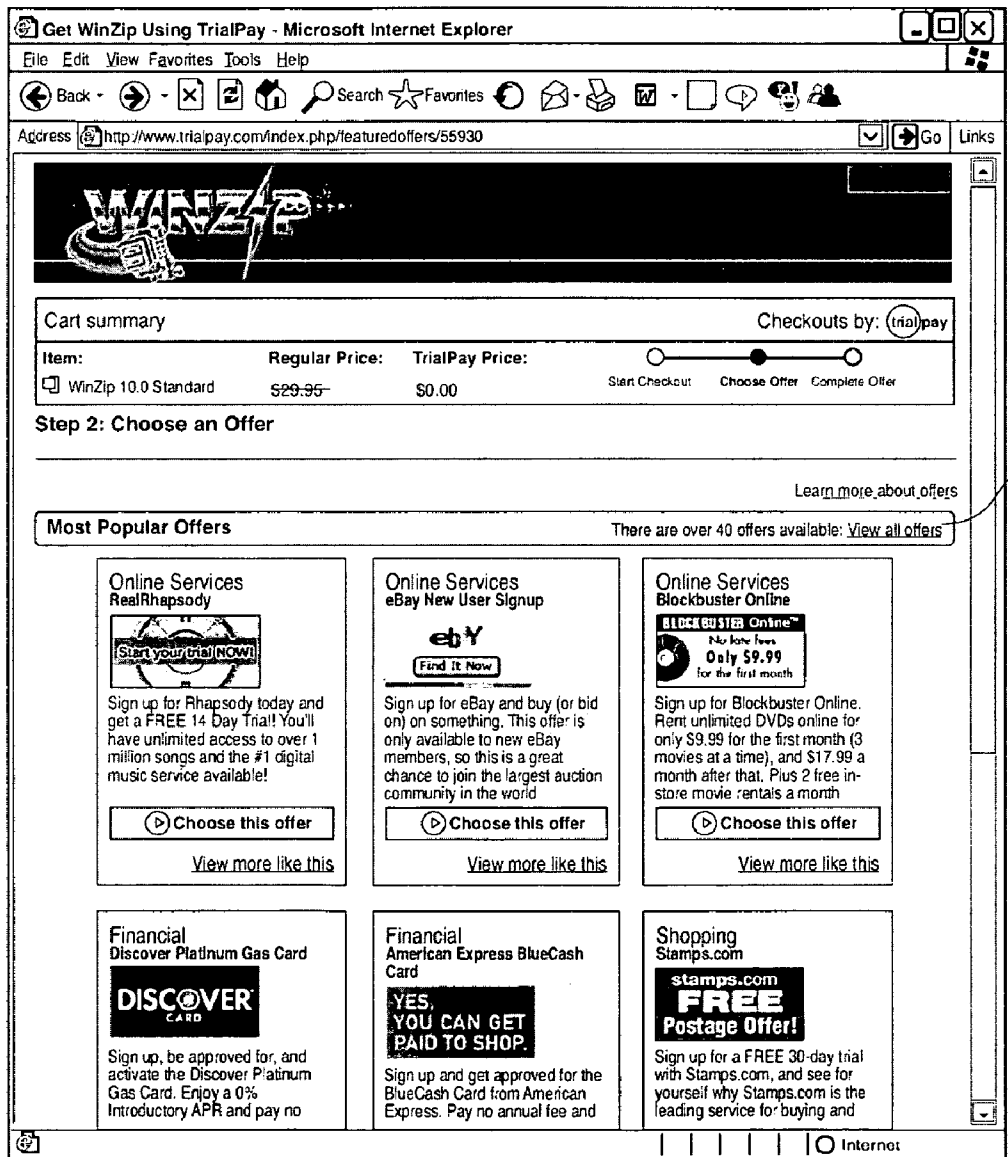 Get WinZip Using TrialPay - Microsoft Internet Explorer
File Edit View Favorites Tools Help
Back Search Favorites W
Address http://www.trialpay.com/index.php/featuredoffers/55930 Go Links
WINZIP
Cart summary Checkouts by: trialpay
Item: Regular Price: TrialPay Price:
WinZip 10.0 Standard $29.95 $0.00 Start Checkout Choose Offer Complete Offer
Step 2: Choose an Offer
Learn more about offers
Most Popular Offers There are over 40 offers available: View all offers
Online Services
RealRhapsody
Start your trial NOW!
Sign up for Rhapsody today and
get a FREE 14 Day Trial! You'll
have unlimited access to over 1
million songs and the #1 digital
music service available!
Choose this offer
View more like this
Online Services
eBay New User Signup
ebY
Find It Now
Sign up for eBay and buy (or bid
on) on something. This offer is
only available to new eBay
members, so this is a great
chance to join the largest auction
community in the world
Choose this offer
View more like this
Online Services
Blockbuster Online
BLOCKBUSTER Online™
No late fees
Only $9.99
for the first month
Sign up for Blockbuster Online.
Rent unlimited DVDs online for
only $9.99 for the first month (3
movies at a time), and $17.99 a
month after that. Plus 2 free in-
store movie rentals a month
Choose this offer
View more like this
Financial
Discover Platinum Gas Card
DISCOVER
CARD
Sign up, be approved for, and
activate the Discover Platinum
Gas Card. Enjoy a 0%
Introductory APR and pay no
Financial
American Express BlueCash
Card
YES,
YOU CAN GET
PAID TO SHOP.
Sign up and get approved for the
BlueCash Card from American
Express. Pay no annual fee and
Shopping
Stamps.com
stamps.com
FREE
Postage Offer!
Sign up for a FREE 30-day trial
with Stamps.com, and see for
yourself why Stamps.com is the
leading service for buying and
Internet